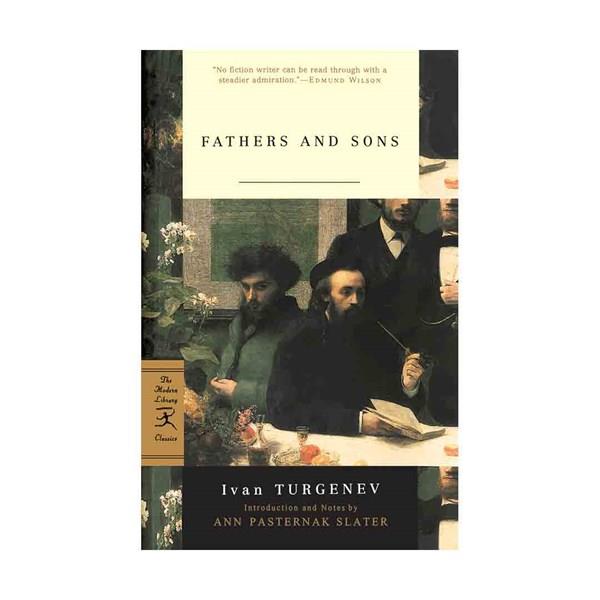 "No fiction writer can be read through with a
steadier admiration."—EDMUND WILSON
FATHERS AND SONS
The
Modern
Library
Classics
Ivan TURGENEV
Introduction and Notes by
ANN PASTERNAK SLATER